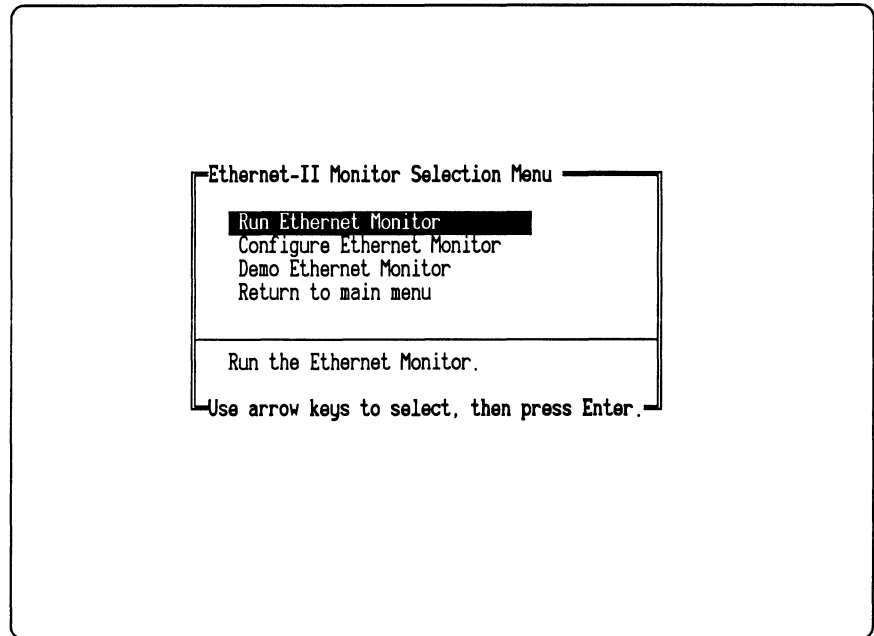 Ethernet-II Monitor Selection Menu
Run Ethernet Monitor
Configure Ethernet Monitor
Demo Ethernet Monitor
Return to main menu
Run the Ethernet Monitor.
Use arrow keys to select, then press Enter.